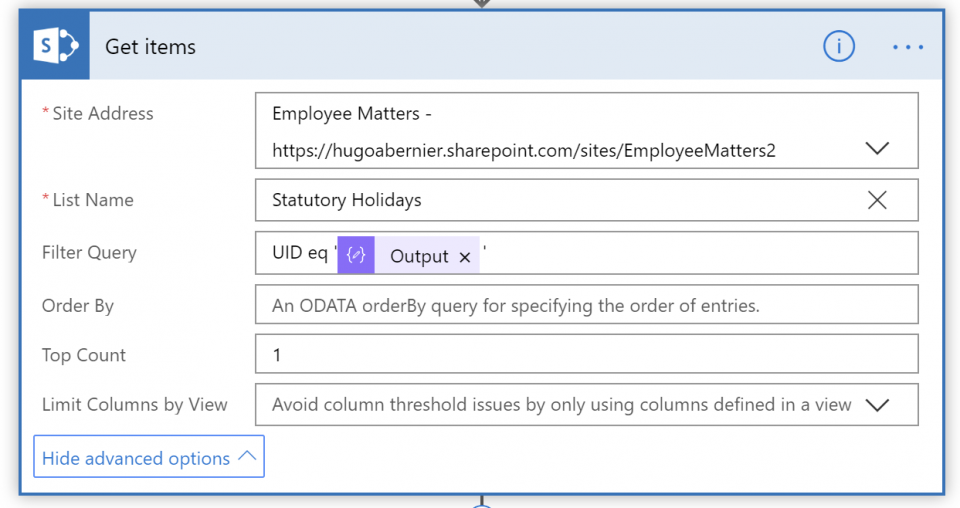 S
Get items
i
* Site Address
Employee Matters -
https://hugoabernier.sharepoint.com/sites/EmployeeMatters2
* List Name
Statutory Holidays
Filter Query
UID eq ' Output × '
Order By
An ODATA orderBy query for specifying the order of entries.
Top Count
1
Limit Columns by View
Avoid column threshold issues by only using columns defined in a view
Hide advanced options